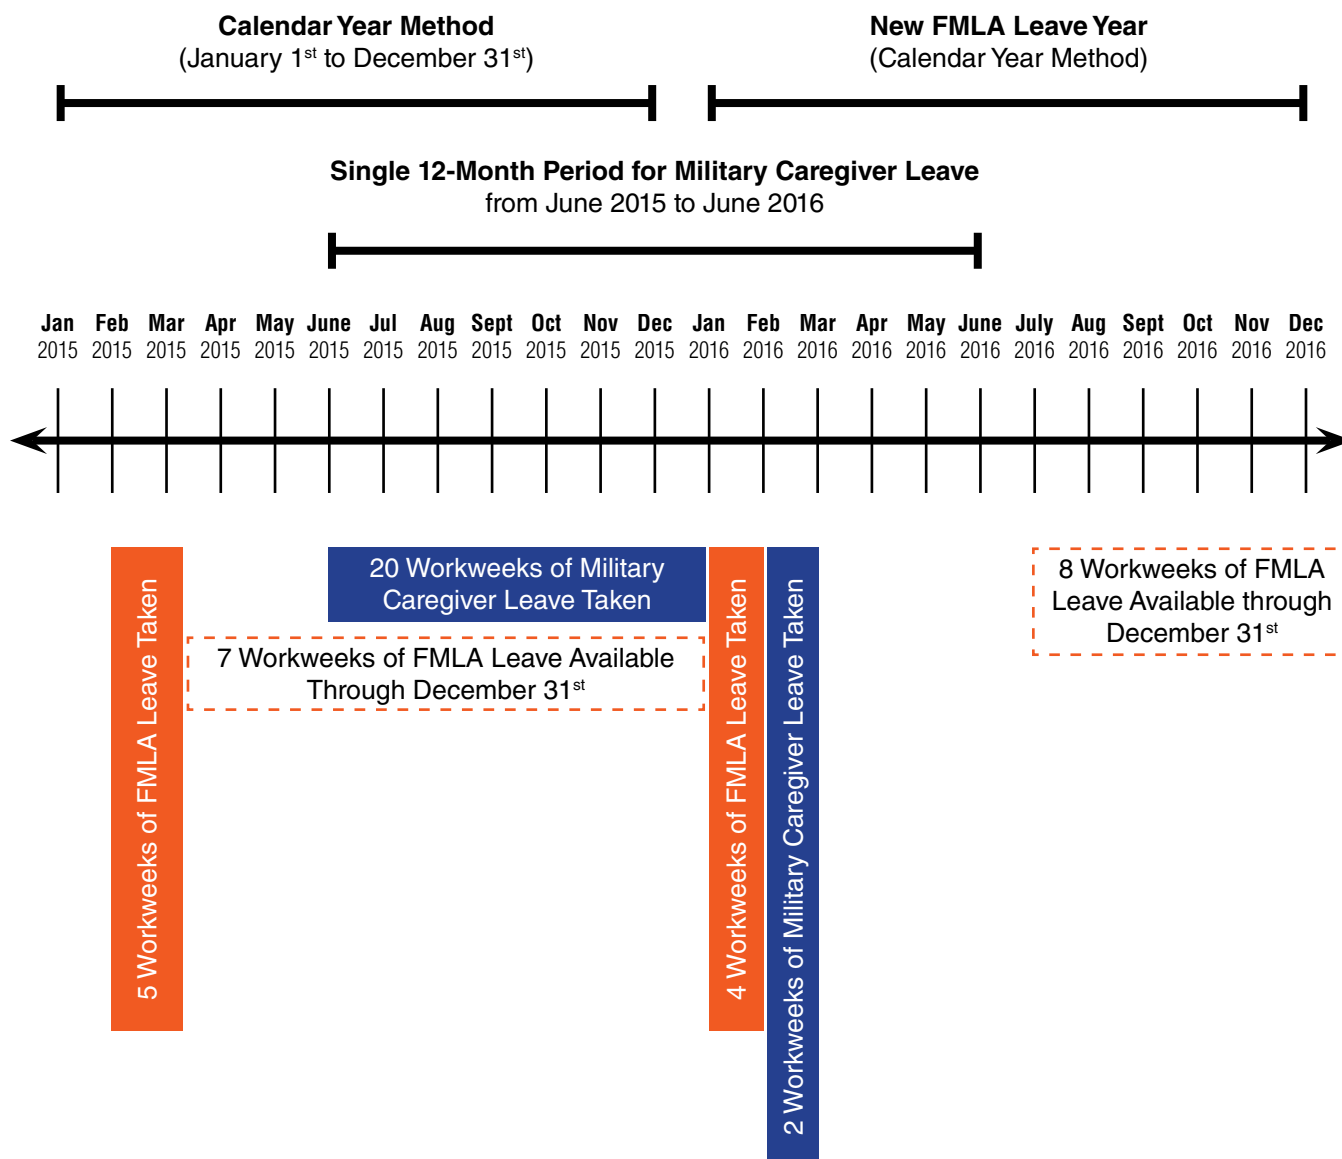 Calendar Year Method
(January 1st to December 31st)
New FMLA Leave Year
(Calendar Year Method)
Single 12-Month Period for Military Caregiver Leave
from June 2015 to June 2016
Jan Feb Mar Apr May June Jul Aug Sept Oct Nov Dec Jan Feb Mar Apr May June July Aug Sept Oct Nov Dec
2015 2015 2015 2015 2015 2015 2015 2015 2015 2015 2015 2015 2016 2016 2016 2016 2016 2016 2016 2016 2016 2016 2016 2016
5 Workweeks of FMLA Leave Taken
20 Workweeks of Military
Caregiver Leave Taken
7 Workweeks of FMLA Leave Available
Through December 31st
4 Workweeks of FMLA Leave Taken
2 Workweeks of Military Caregiver Leave Taken
8 Workweeks of FMLA
Leave Available through
December 31st